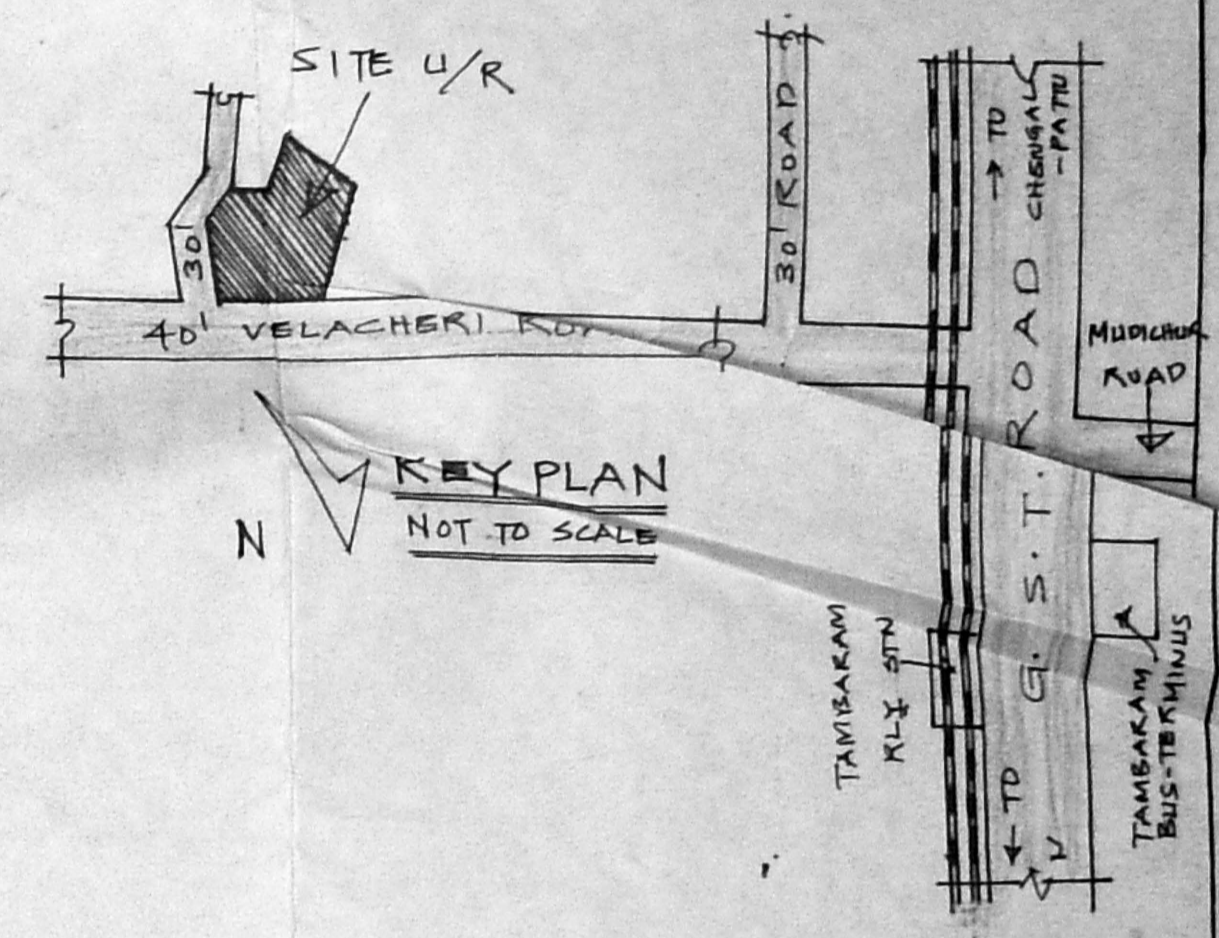 SITE U/R
30'
40' VELACHERI
30' ROAD
→ TO
CHENGAL
-PATTU
G. S. T. ROAD
MUDICHUR
ROAD
KEY PLAN
NOT TO SCALE
N
TAMBARAM
RLY STN
TAMBARAM
BUS-TERMINUS
← TO